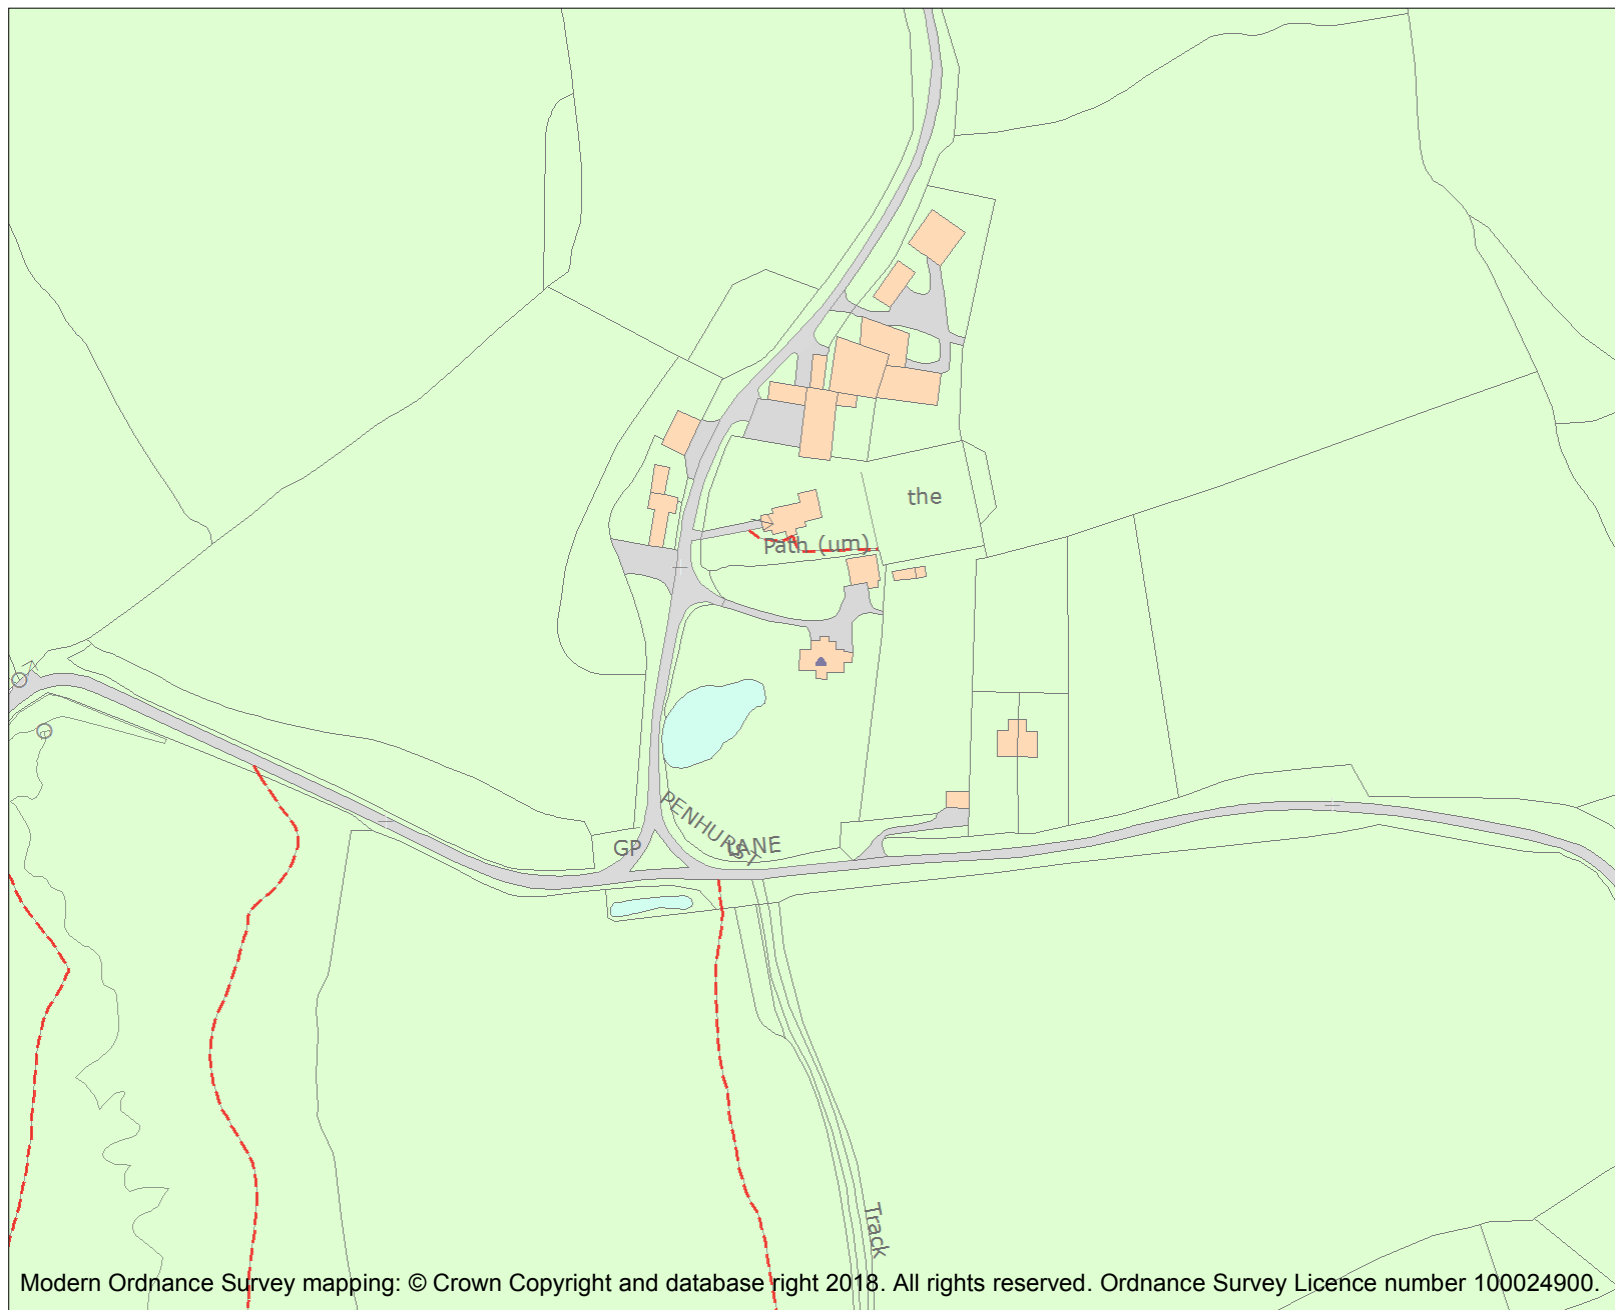 the
Path (um)
PENHURST
LANE
GP
Track
Modern Ordnance Survey mapping: © Crown Copyright and database right 2018. All rights reserved. Ordnance Survey Licence number 100024900.